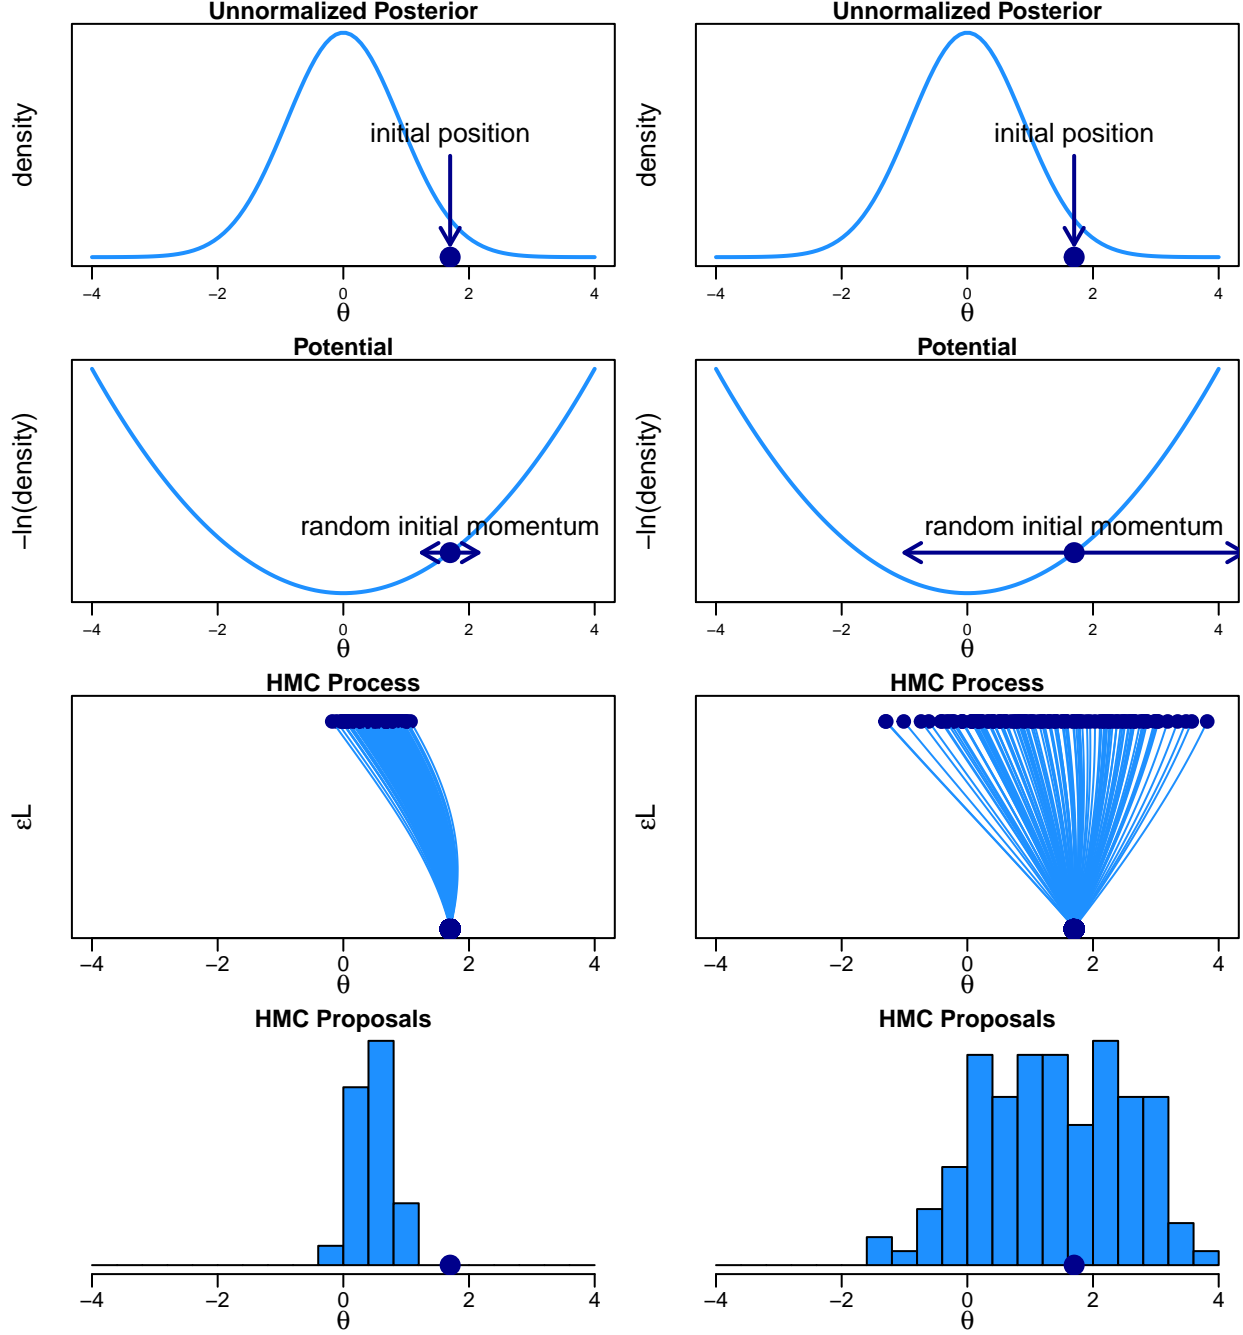 Unnormalized Posterior
density
initial position
−4 −2 0 2 4
θ
Unnormalized Posterior
density
initial position
−4 −2 0 2 4
θ
Potential
−ln(density)
random initial momentum
−4 −2 0 2 4
θ
Potential
−ln(density)
random initial momentum
−4 −2 0 2 4
θ
HMC Process
εL
−4 −2 0 2 4
θ
HMC Process
εL
−4 −2 0 2 4
θ
HMC Proposals
−4 −2 0 2 4
θ
HMC Proposals
−4 −2 0 2 4
θ